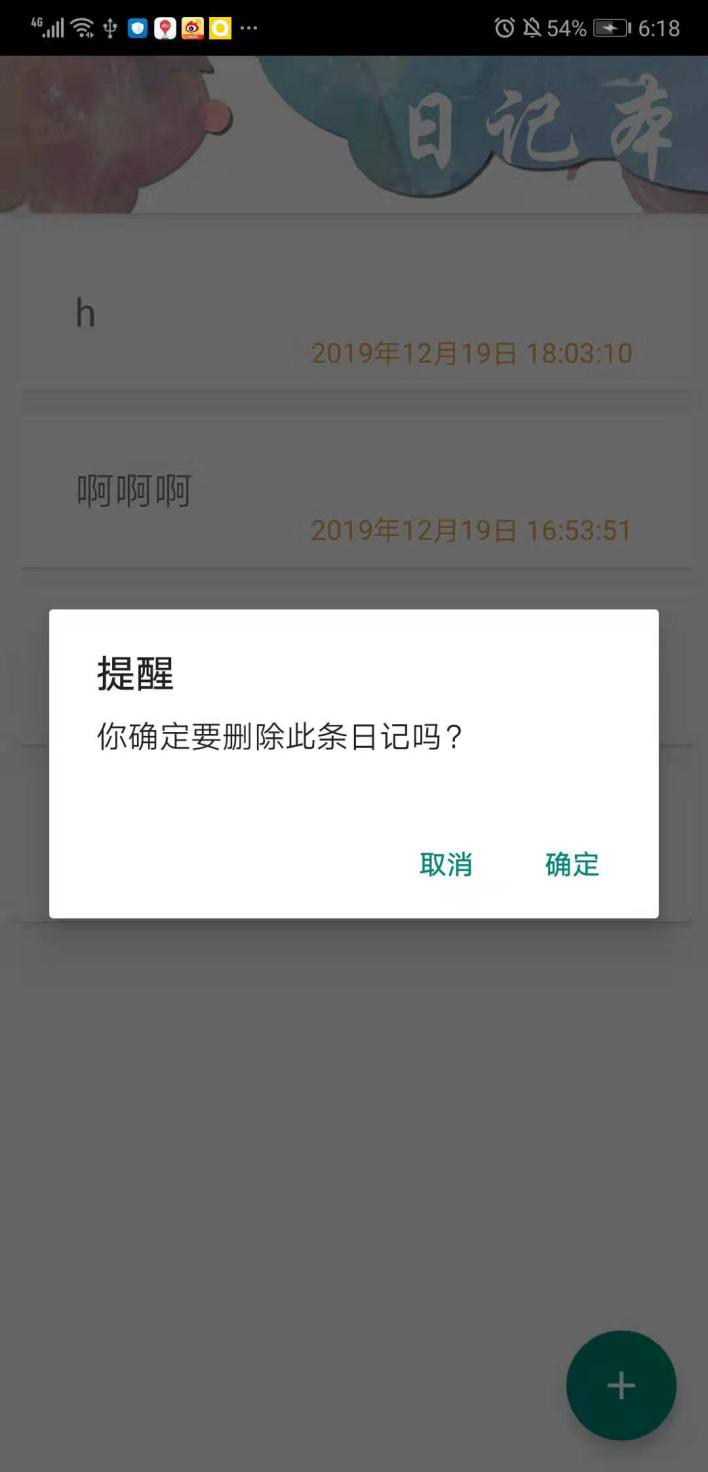 4G 54% 6:18
日记本
h
2019年12月19日 18:03:10
啊啊啊
2019年12月19日 16:53:51
提醒
你确定要删除此条日记吗?
取消 确定
+